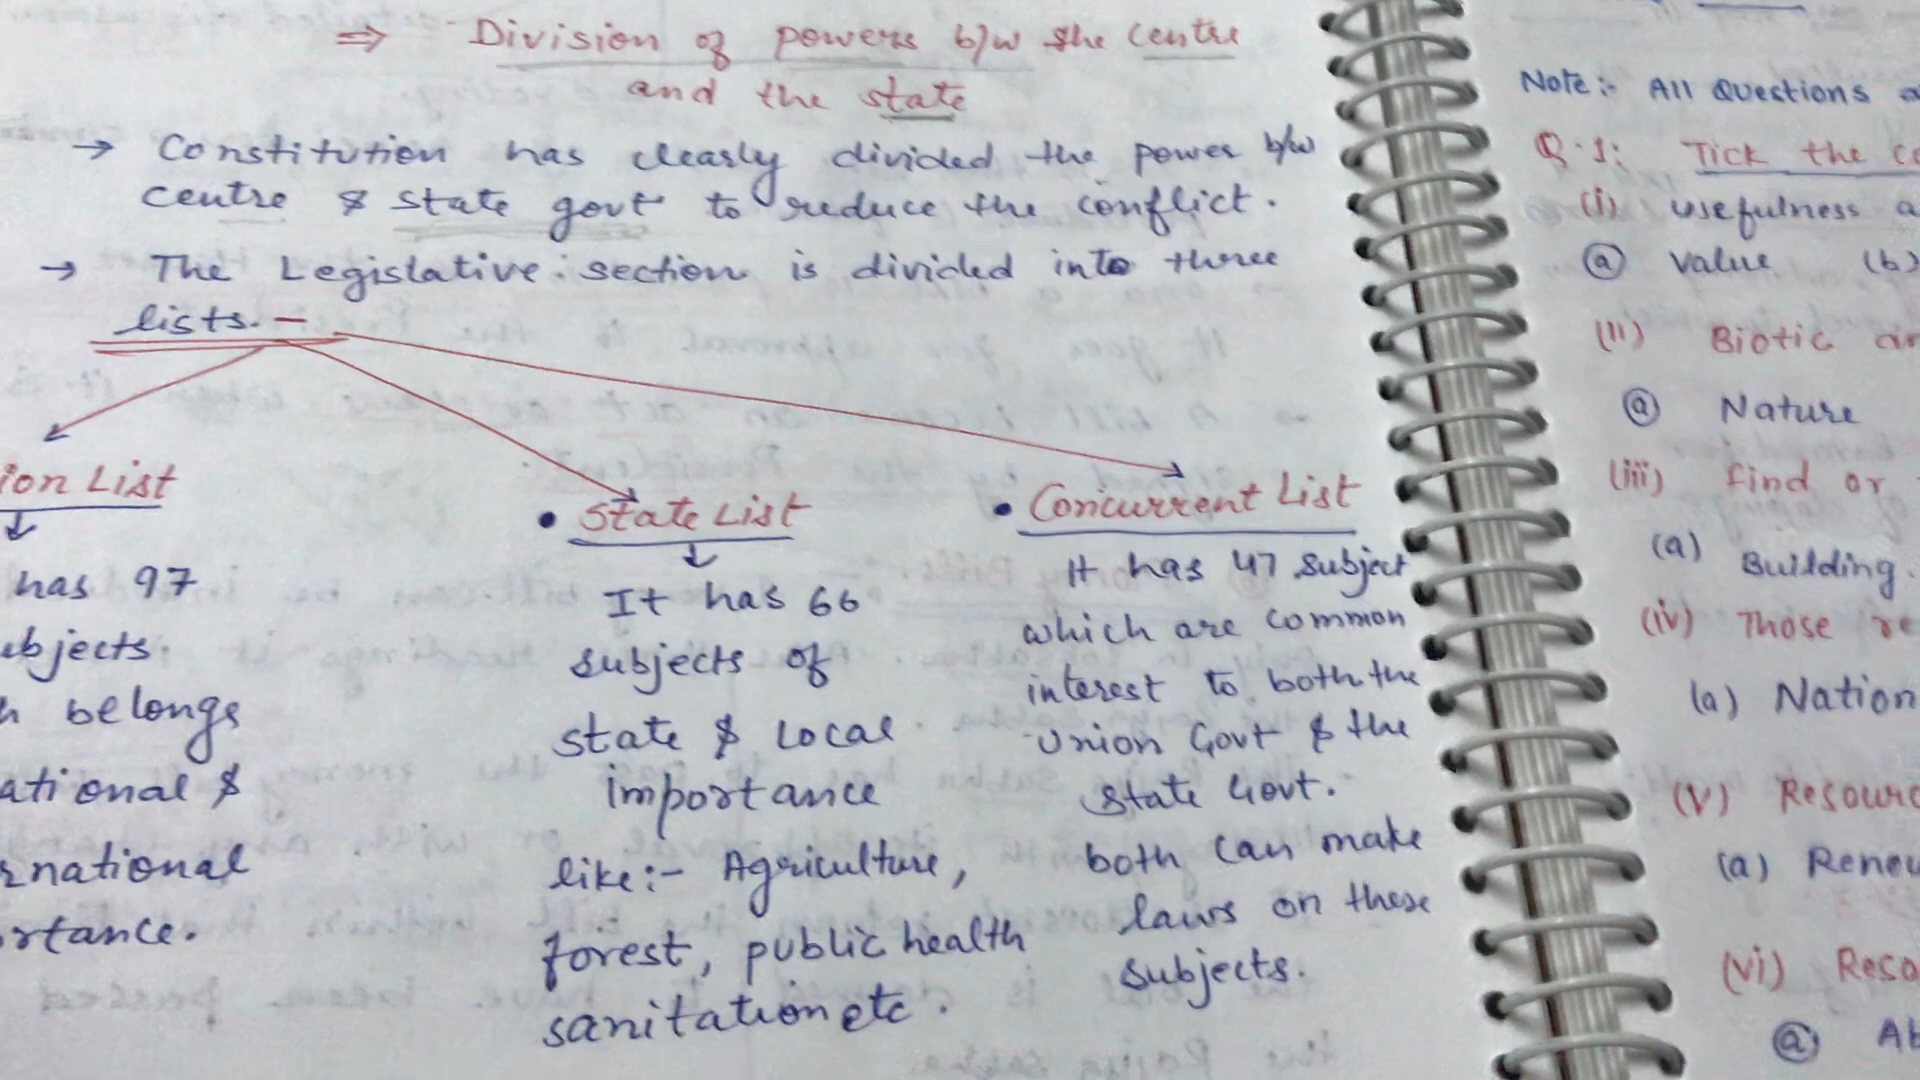 ⇒ Division of powers b/w the centre
and the state
→ Constitution has clearly divided the power b/w
centre & state govt to reduce the conflict.
→ The Legislative section is divided into three
lists. —
ion List
has 97
ubjects.
h belongs
ational &
rnational
rtance.
• State List
It has 66
subjects of
state & Local
importance
like:- Agriculture,
forest, public health
sanitation etc.
• Concurrent List
It has 47 subject
which are common
interest to both the
Union Govt & the
state Govt.
both can make
laws on these
subjects.
Note:- All Questions a
Q.1: Tick the co
(i) usefulness a
(a) value (b)
(ii) Biotic an
(a) Nature
(iii) find or
(a) Building.
(iv) Those re
(a) Nation
(v) Resourc
(a) Renew
(vi) Reso
(a) Ab